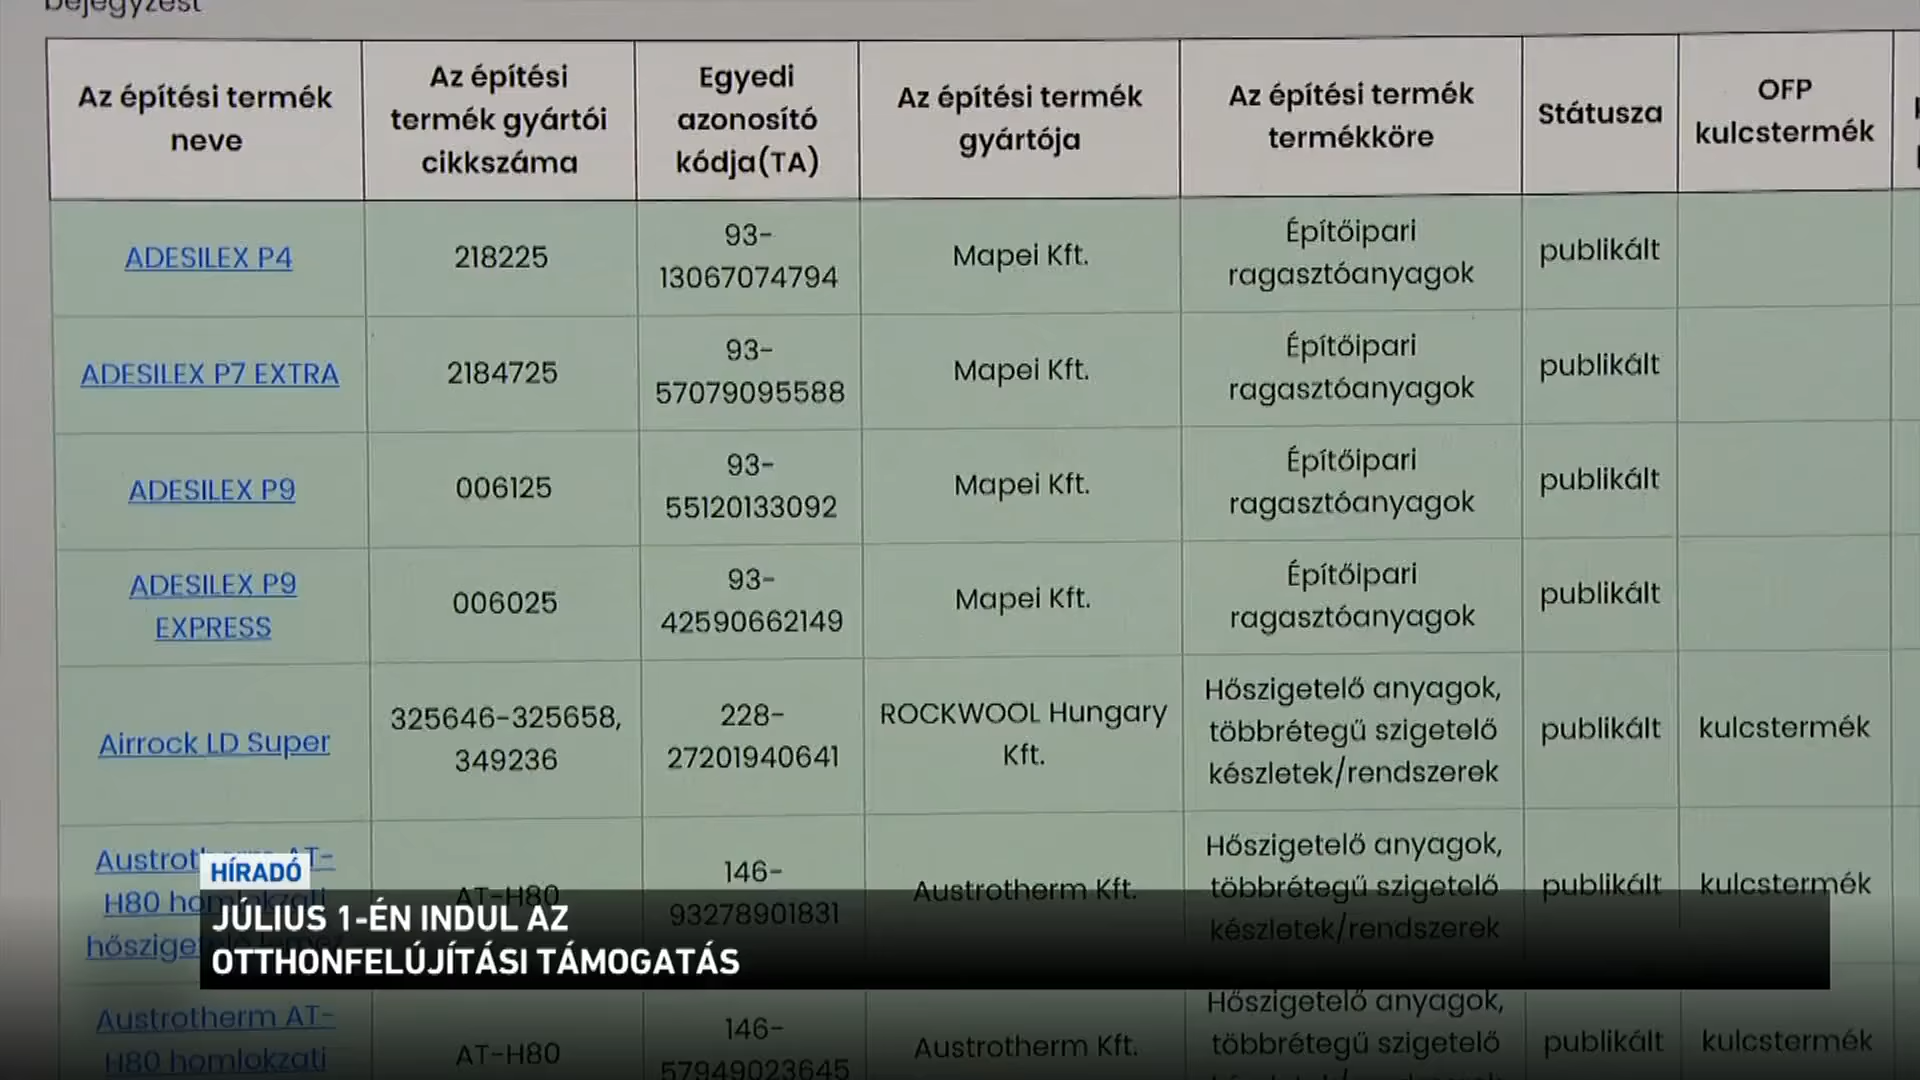 bejegyzést
Az építési termék
neve
Az építési
termék gyártói
cikkszáma
Egyedi
azonosító
kódja(TA)
Az építési termék
gyártója
Az építési termék
termékköre
Státusza
OFP
kulcstermék
ADESILEX P4
218225
93-
13067074794
Mapei Kft.
Építőipari
ragasztóanyagok
publikált
ADESILEX P7 EXTRA
2184725
93-
57079095588
Mapei Kft.
Építőipari
ragasztóanyagok
publikált
ADESILEX P9
006125
93-
55120133092
Mapei Kft.
Építőipari
ragasztóanyagok
publikált
ADESILEX P9
EXPRESS
006025
93-
42590662149
Mapei Kft.
Építőipari
ragasztóanyagok
publikált
Airrock LD Super
325646-325658,
349236
228-
27201940641
ROCKWOOL Hungary
Kft.
Hőszigetelő anyagok,
többrétegű szigetelő
készletek/rendszerek
publikált
kulcstermék
AT-
H80
AT-H80
146-
93278901831
Austrotherm Kft.
Hőszigetelő anyagok,
többrétegű szigetelő
készletek/rendszerek
publikált
kulcstermék
Austrotherm AT-
H80 homlokzati
AT-H80
146-
57949023645
Austrotherm Kft.
Hőszigetelő anyagok,
többrétegű szigetelő
publikált
kulcstermék
HÍRADÓ
JÚLIUS 1-ÉN INDUL AZ
OTTHONFELÚJÍTÁSI TÁMOGATÁS